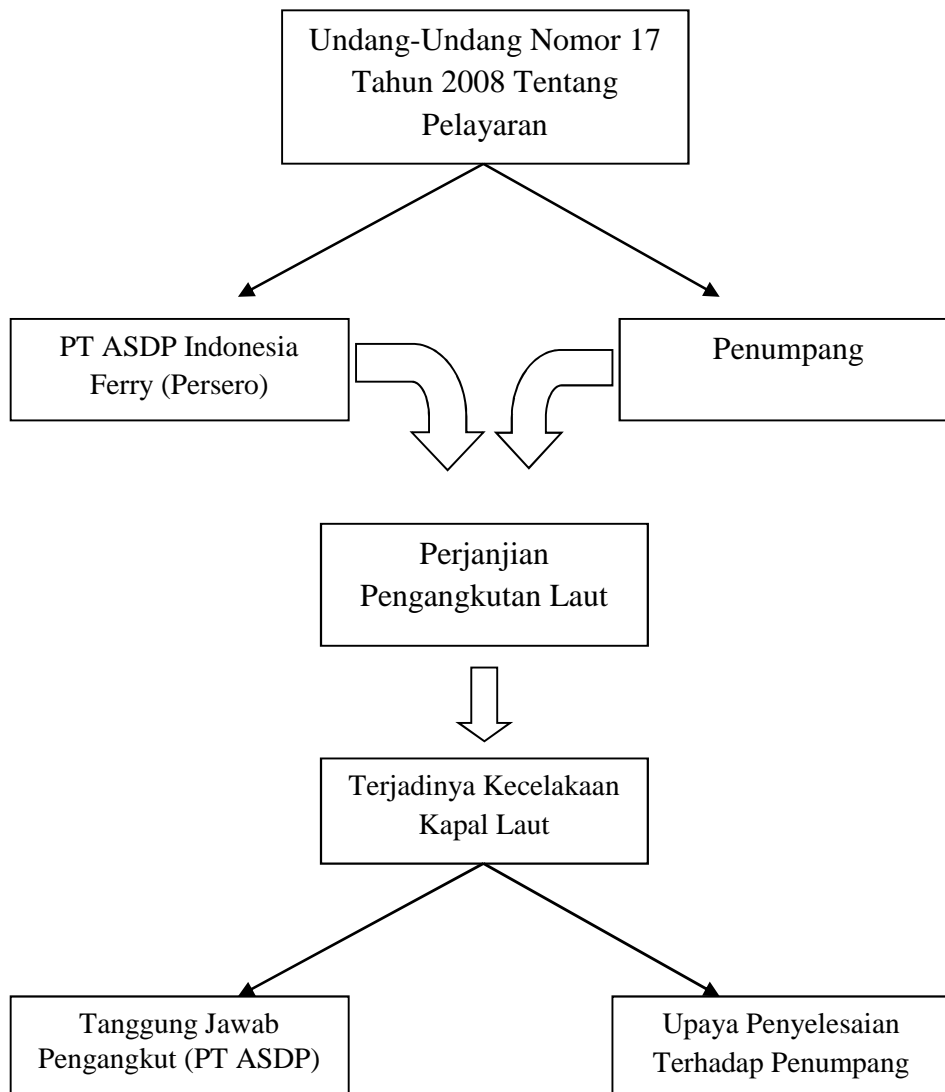 Undang-Undang Nomor 17
Tahun 2008 Tentang
Pelayaran
PT ASDP Indonesia
Ferry (Persero)
Penumpang
Perjanjian
Pengangkutan Laut
Terjadinya Kecelakaan
Kapal Laut
Tanggung Jawab
Pengangkut (PT ASDP)
Upaya Penyelesaian
Terhadap Penumpang